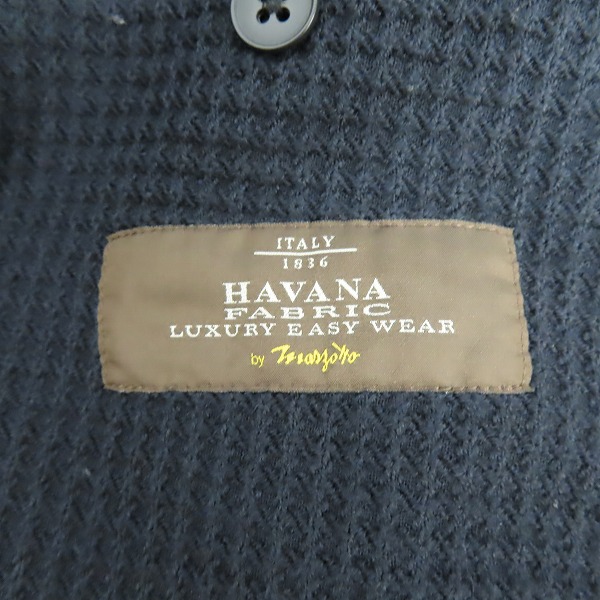 ITALY
1836
HAVANA
FABRIC
LUXURY EASY WEAR
by Marzotto